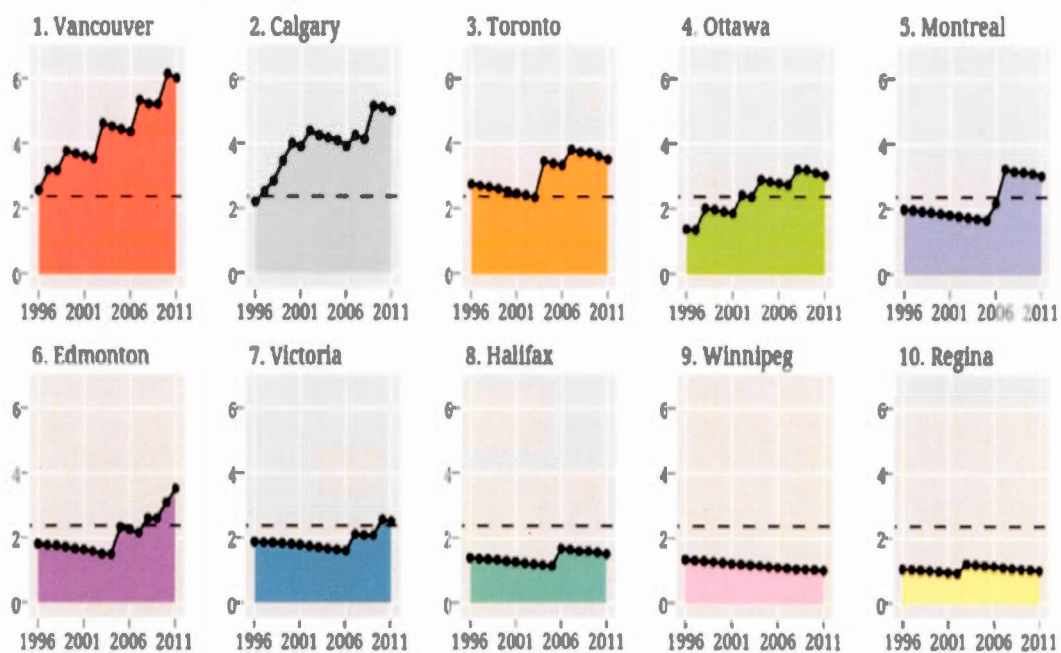 1. Vancouver 2. Calgary 3. Toronto 4. Ottawa 5. Montreal
6 6 6 6 6
4 4 4 4 4
2 2 2 2 2
0 0 0 0 0
1996 2001 2006 2011 1996 2001 2006 2011 1996 2001 2006 2011 1996 2001 2006 2011 1996 2001 2006 2011
6. Edmonton 7. Victoria 8. Halifax 9. Winnipeg 10. Regina
6 6 6 6 6
4 4 4 4 4
2 2 2 2 2
0 0 0 0 0
1996 2001 2006 2011 1996 2001 2006 2011 1996 2001 2006 2011 1996 2001 2006 2011 1996 2001 2006 2011